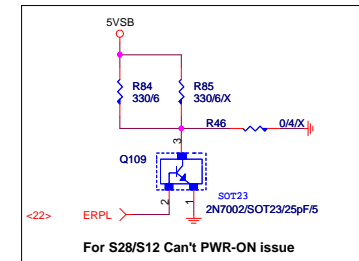 5VSB
R84
330/6
R85
330/6/X
R46
0/4/X
3
Q109
SOT23
2
1
2N7002/SOT23/25pF/5
<22>
ERPL
For S28/S12 Can't PWR-ON issue